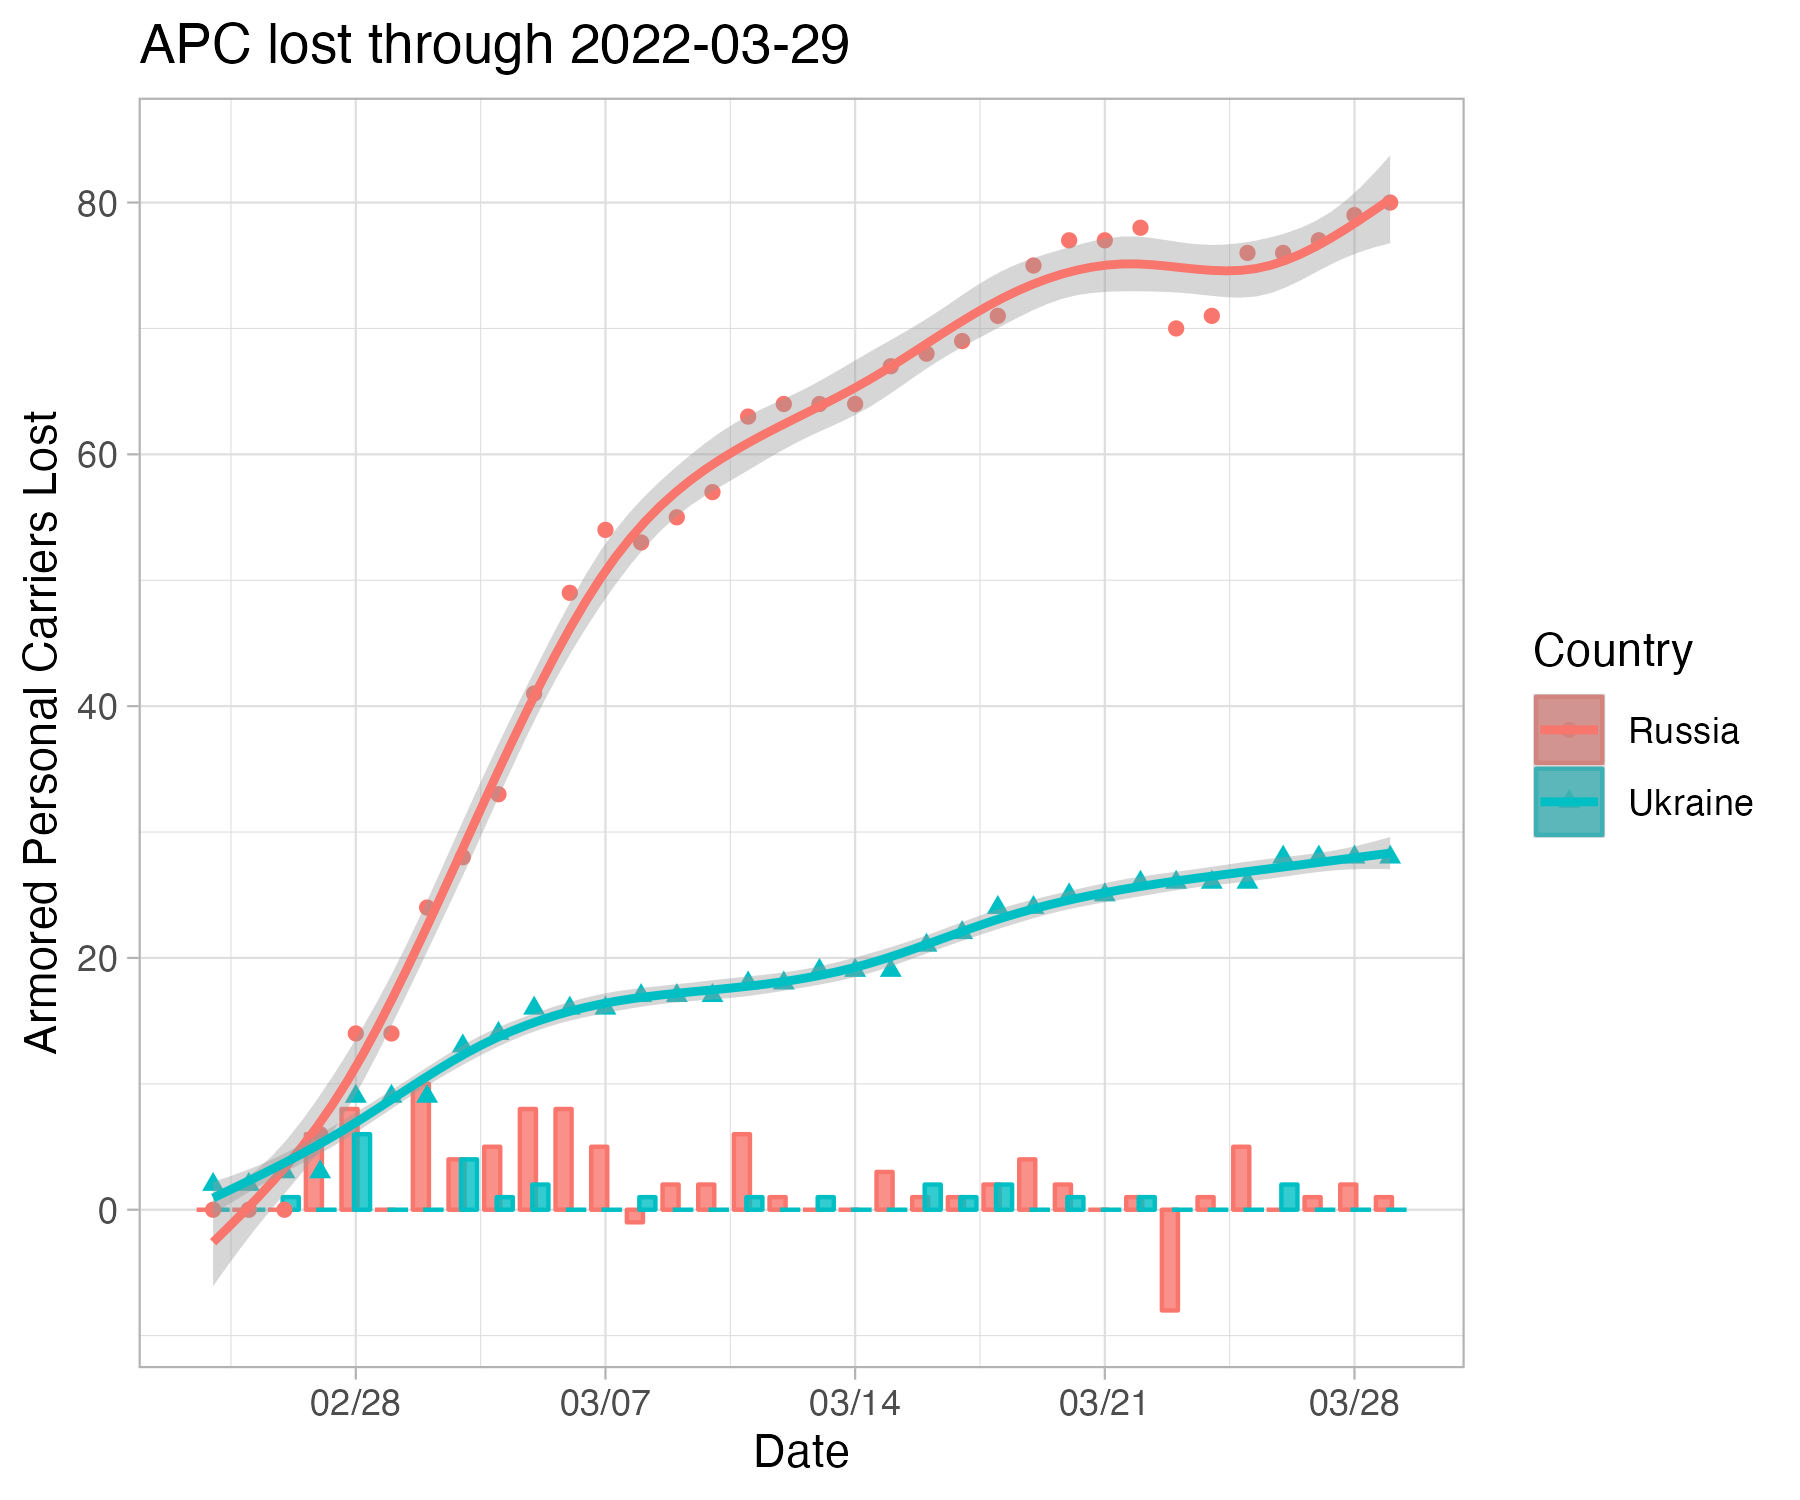 APC lost through 2022-03-29
Armored Personal Carriers Lost
80
60
40
20
0
02/28 03/07 03/14 03/21 03/28
Date
Country
Russia
Ukraine